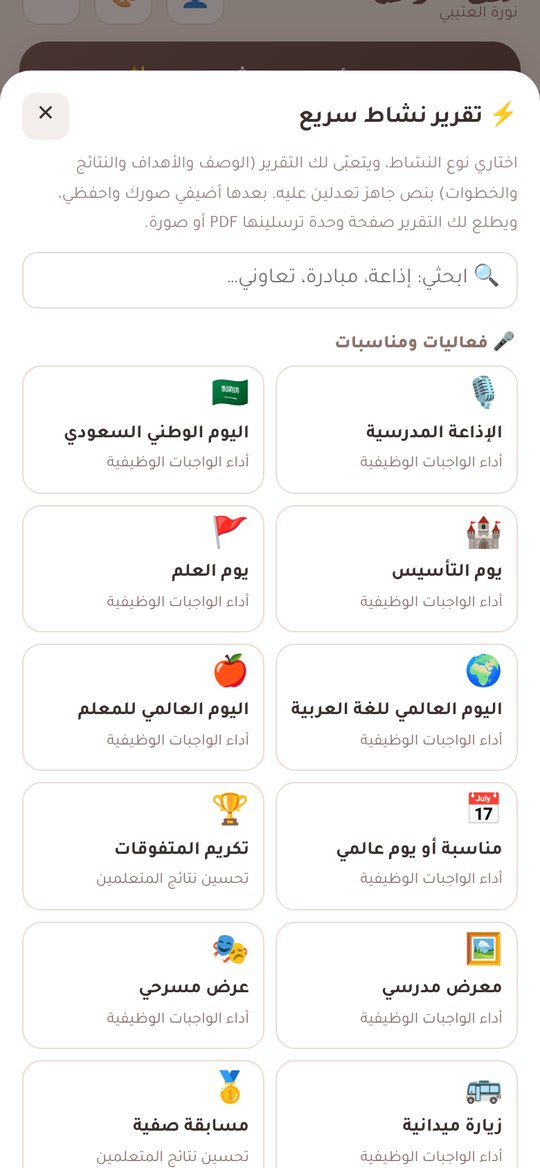 نورة العتيبي
⚡ تقرير نشاط سريع
✕
اختاري نوع النشاط، ويتعبّى لك التقرير (الوصف والأهداف والنتائج
والخطوات) بنص جاهز تعدلين عليه. بعدها أضيفي صورك واحفظي،
ويطلع لك التقرير صفحة وحدة ترسلينها PDF أو صورة.
🔍 ابحثي: إذاعة، مبادرة، تعاوني…
🎤 فعاليات ومناسبات
الإذاعة المدرسية
أداء الواجبات الوظيفية
اليوم الوطني السعودي
أداء الواجبات الوظيفية
يوم التأسيس
أداء الواجبات الوظيفية
يوم العلم
أداء الواجبات الوظيفية
اليوم العالمي للغة العربية
أداء الواجبات الوظيفية
اليوم العالمي للمعلم
أداء الواجبات الوظيفية
July
17
مناسبة أو يوم عالمي
أداء الواجبات الوظيفية
تكريم المتفوقات
تحسين نتائج المتعلمين
معرض مدرسي
أداء الواجبات الوظيفية
عرض مسرحي
أداء الواجبات الوظيفية
زيارة ميدانية
أداء الواجبات الوظيفية
مسابقة صفية
تحسين نتائج المتعلمين